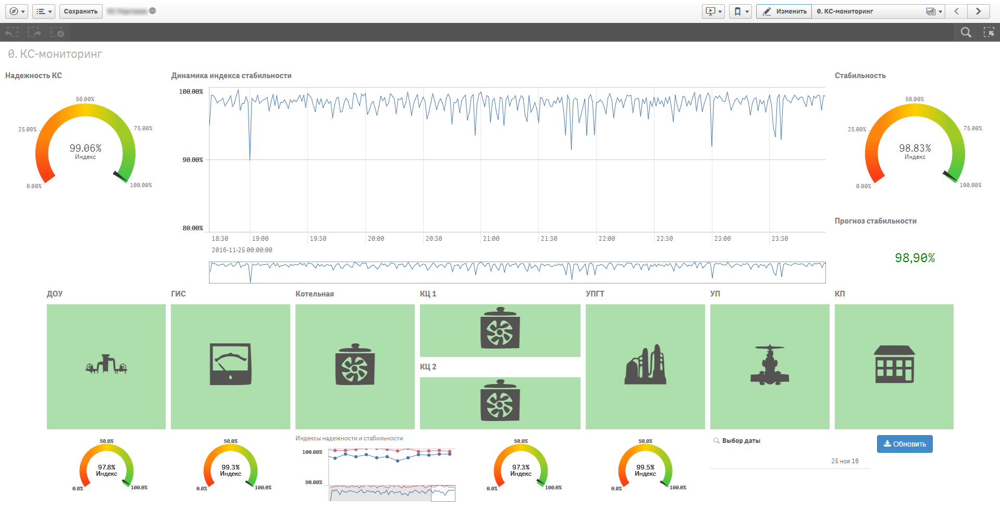 Сохранить
Изменить
0. КС-мониторинг
0. КС-мониторинг
Надежность КС
50.00%
25.00%
75.00%
99.06%
Индекс
0.00%
100.00%
Динамика индекса стабильности
100.00%
90.00%
80.00%
18:30 19:00 19:30 20:00 20:30 21:00 21:30 22:00 22:30 23:00 23:30
2016-11-25 00:00:00
Стабильность
50.00%
25.00%
75.00%
98.83%
Индекс
0.00%
100.00%
Прогноз стабильности
98,90%
ДОУ
ГИС
Котельная
КЦ 1
КЦ 2
УПГТ
УП
КП
50.0%
97.8%
Индекс
0.0%
100.0%
50.0%
99.3%
Индекс
0.0%
100.0%
Индексы надежности и стабильности
100.00%
90.00%
50.0%
97.3%
Индекс
0.0%
100.0%
50.0%
99.5%
Индекс
0.0%
100.0%
Выбор даты
25 ноя 16
Обновить